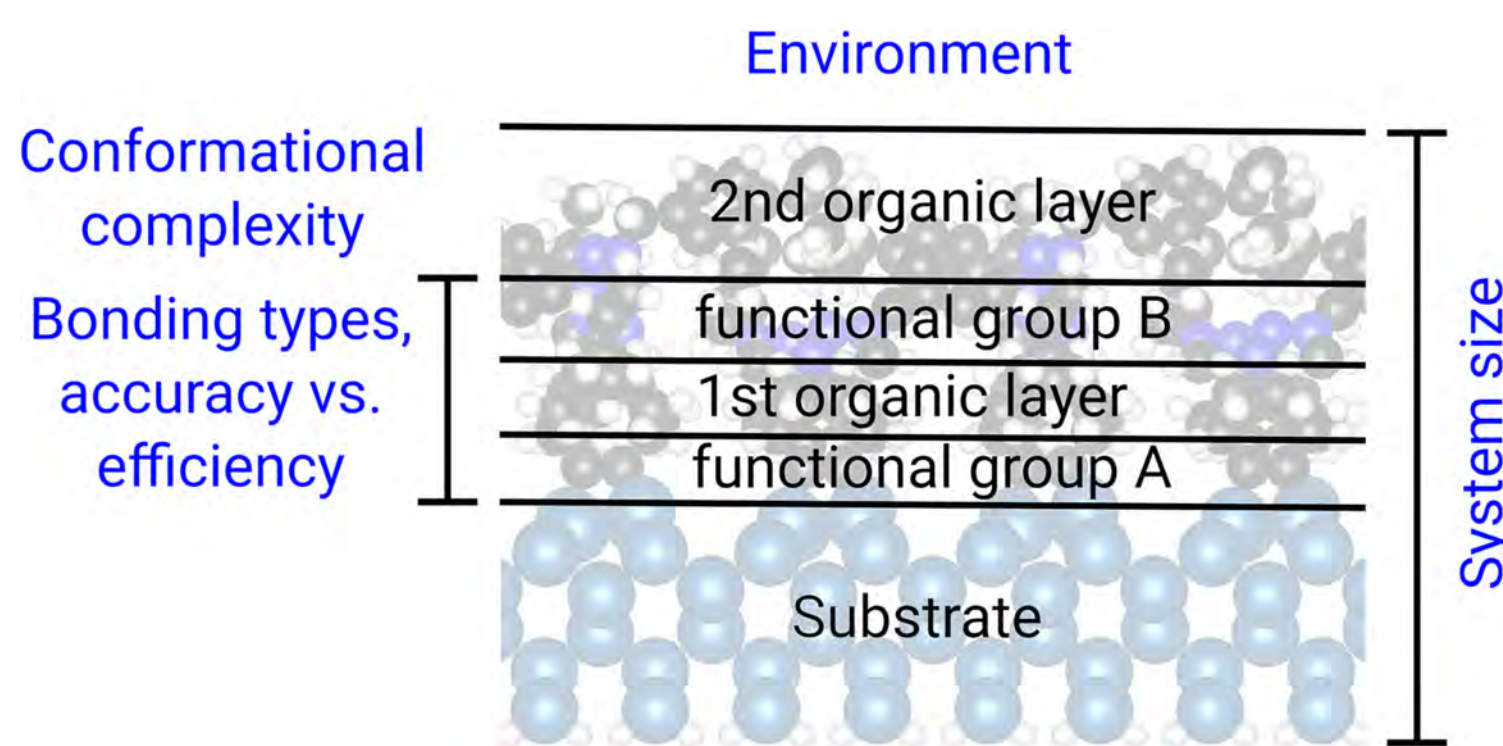 Environment
Conformational
complexity
2nd organic layer
Bonding types,
accuracy vs.
efficiency
functional group B
1st organic layer
functional group A
Substrate
System size